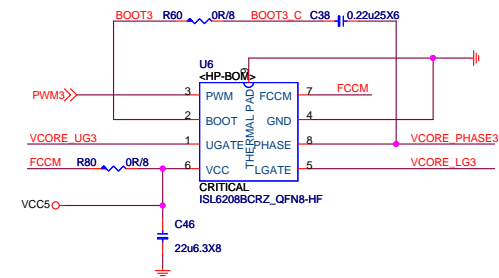 BOOT3 R60 0R/8 BOOT3_C C38 0.22u25X6
U6
<HP-BOM>
PWM3 3 PWM FCCM 7 FCCM
2 BOOT GND 4
VCORE_UG3 1 UGATE PHASE 8 VCORE_PHASE3
FCCM R80 0R/8 6 VCC LGATE 5 VCORE_LG3
THERMAL PAD
9
CRITICAL
ISL6208BCRZ_QFN8-HF
VCC5
C46
22u6.3X8